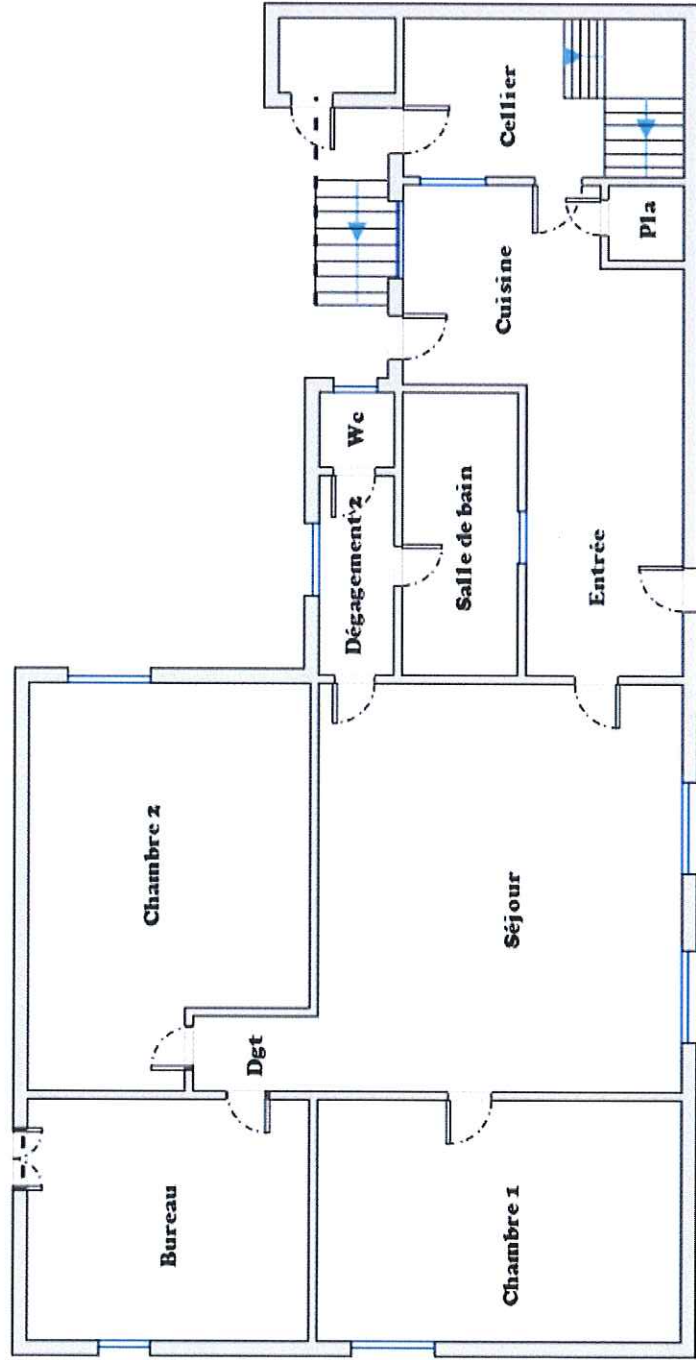 Bureau
Chambre 2
Dgt
Chambre 1
Séjour
Dégagement 2
Wc
Salle de bain
Entrée
Cuisine
Cellier
Pla